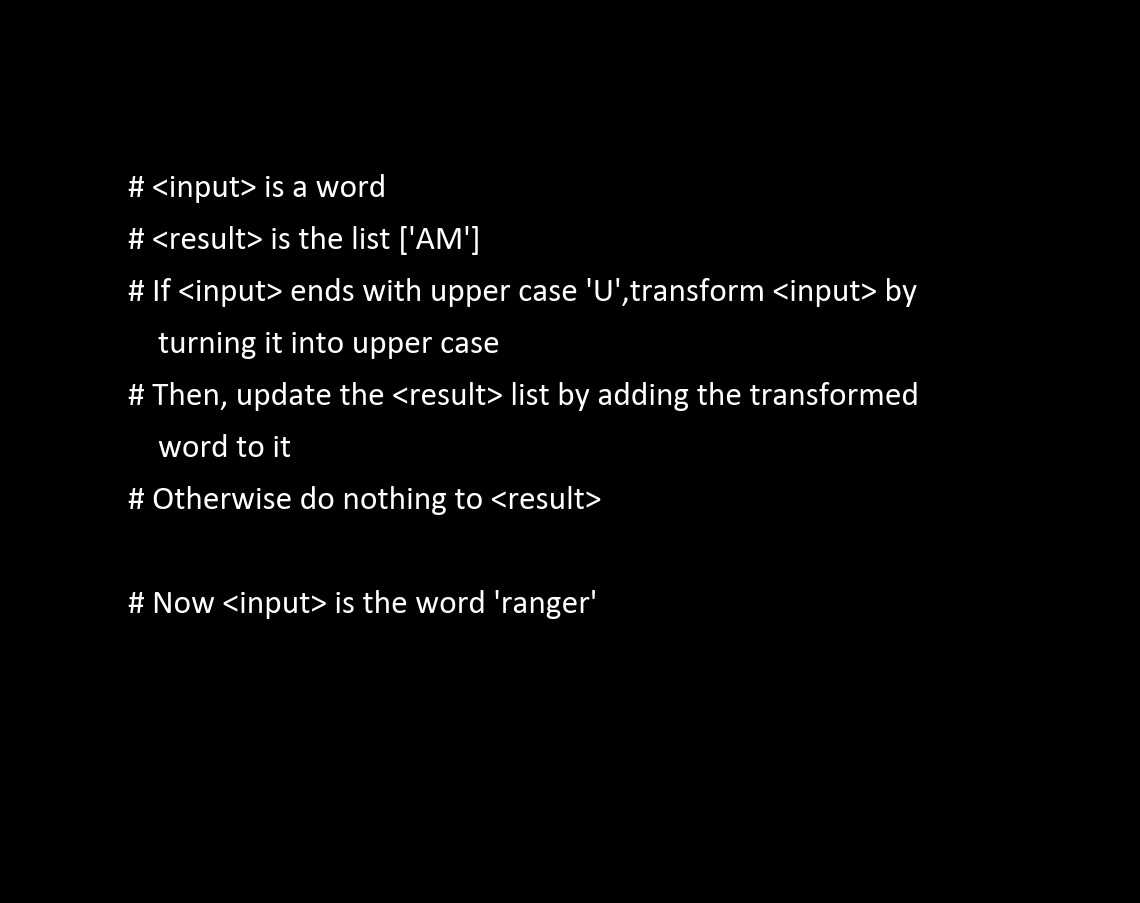 # <input> is a word
# <result> is the list ['AM']
# If <input> ends with upper case 'U',transform <input> by
turning it into upper case
# Then, update the <result> list by adding the transformed
word to it
# Otherwise do nothing to <result>
# Now <input> is the word 'ranger'